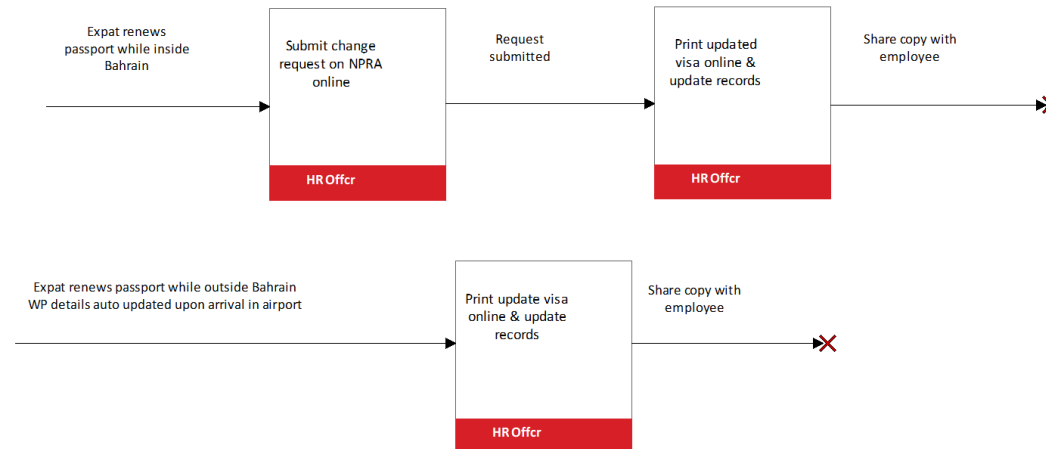 Expat renews
passport while inside
Bahrain
Submit change
request on NPRA
online
HR Offcr
Request
submitted
Print updated
visa online &
update records
HR Offcr
Share copy with
employee
Expat renews passport while outside Bahrain
WP details auto updated upon arrival in airport
Print update visa
online & update
records
HR Offcr
Share copy with
employee